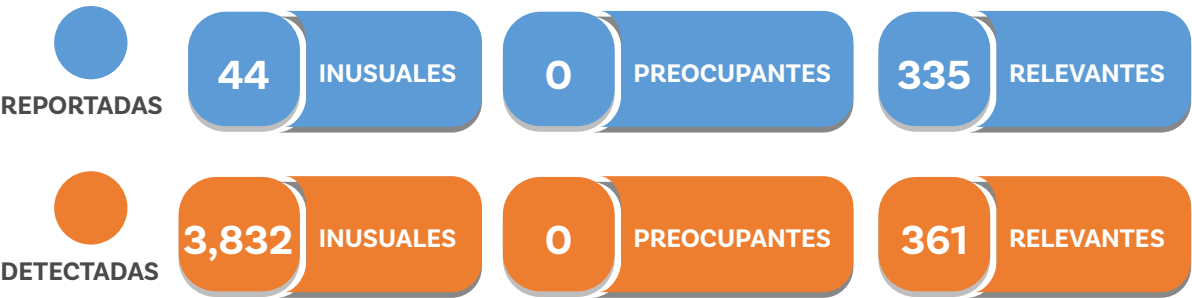 44 INUSUALES 0 PREOCUPANTES 335 RELEVANTES
REPORTADAS
3,832 INUSUALES 0 PREOCUPANTES 361 RELEVANTES
DETECTADAS